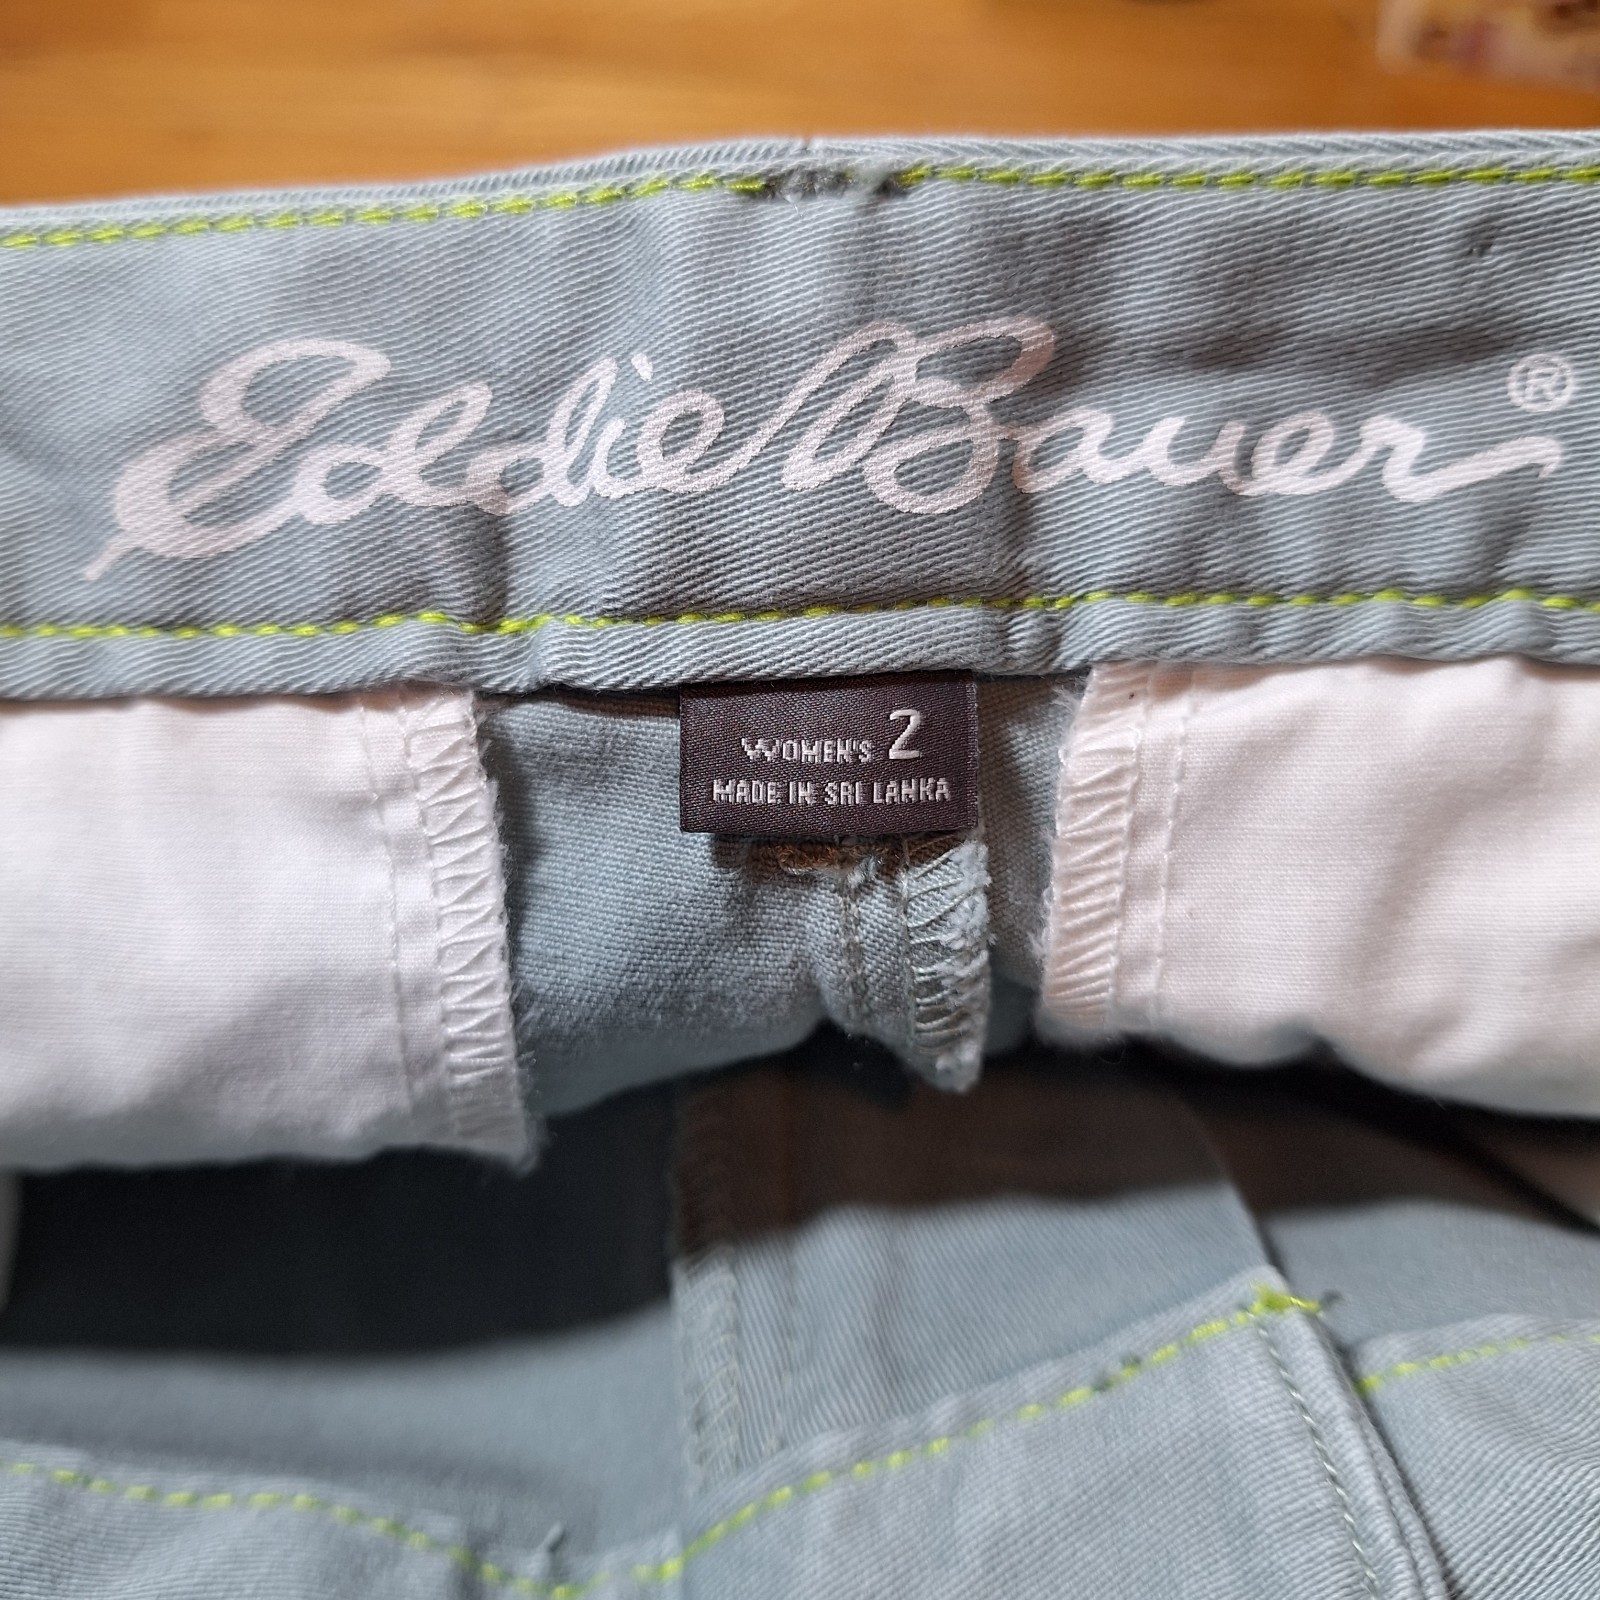 Eddie Bauer®
WOMEN'S 2
MADE IN SRI LANKA